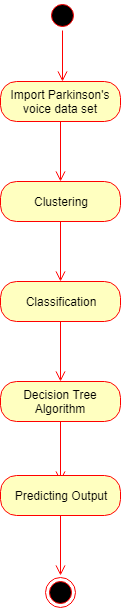 Import Parkinson's
voice data set
Clustering
Classification
Decision Tree
Algorithm
Predicting Output